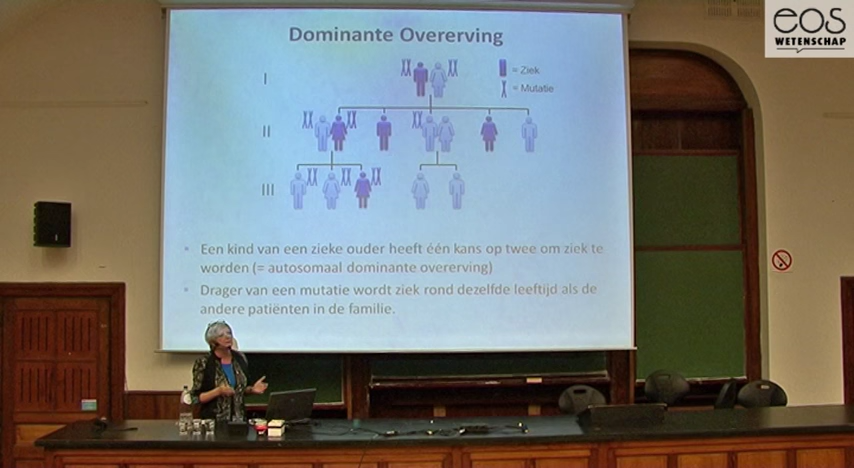 eos
WETENSCHAP
Dominante Overerving
I
= Ziek
= Mutatie
II
III
Een kind van een zieke ouder heeft één kans op twee om ziek te
worden (= autosomaal dominante overerving)
Drager van een mutatie wordt ziek rond dezelfde leeftijd als de
andere patiënten in de familie.